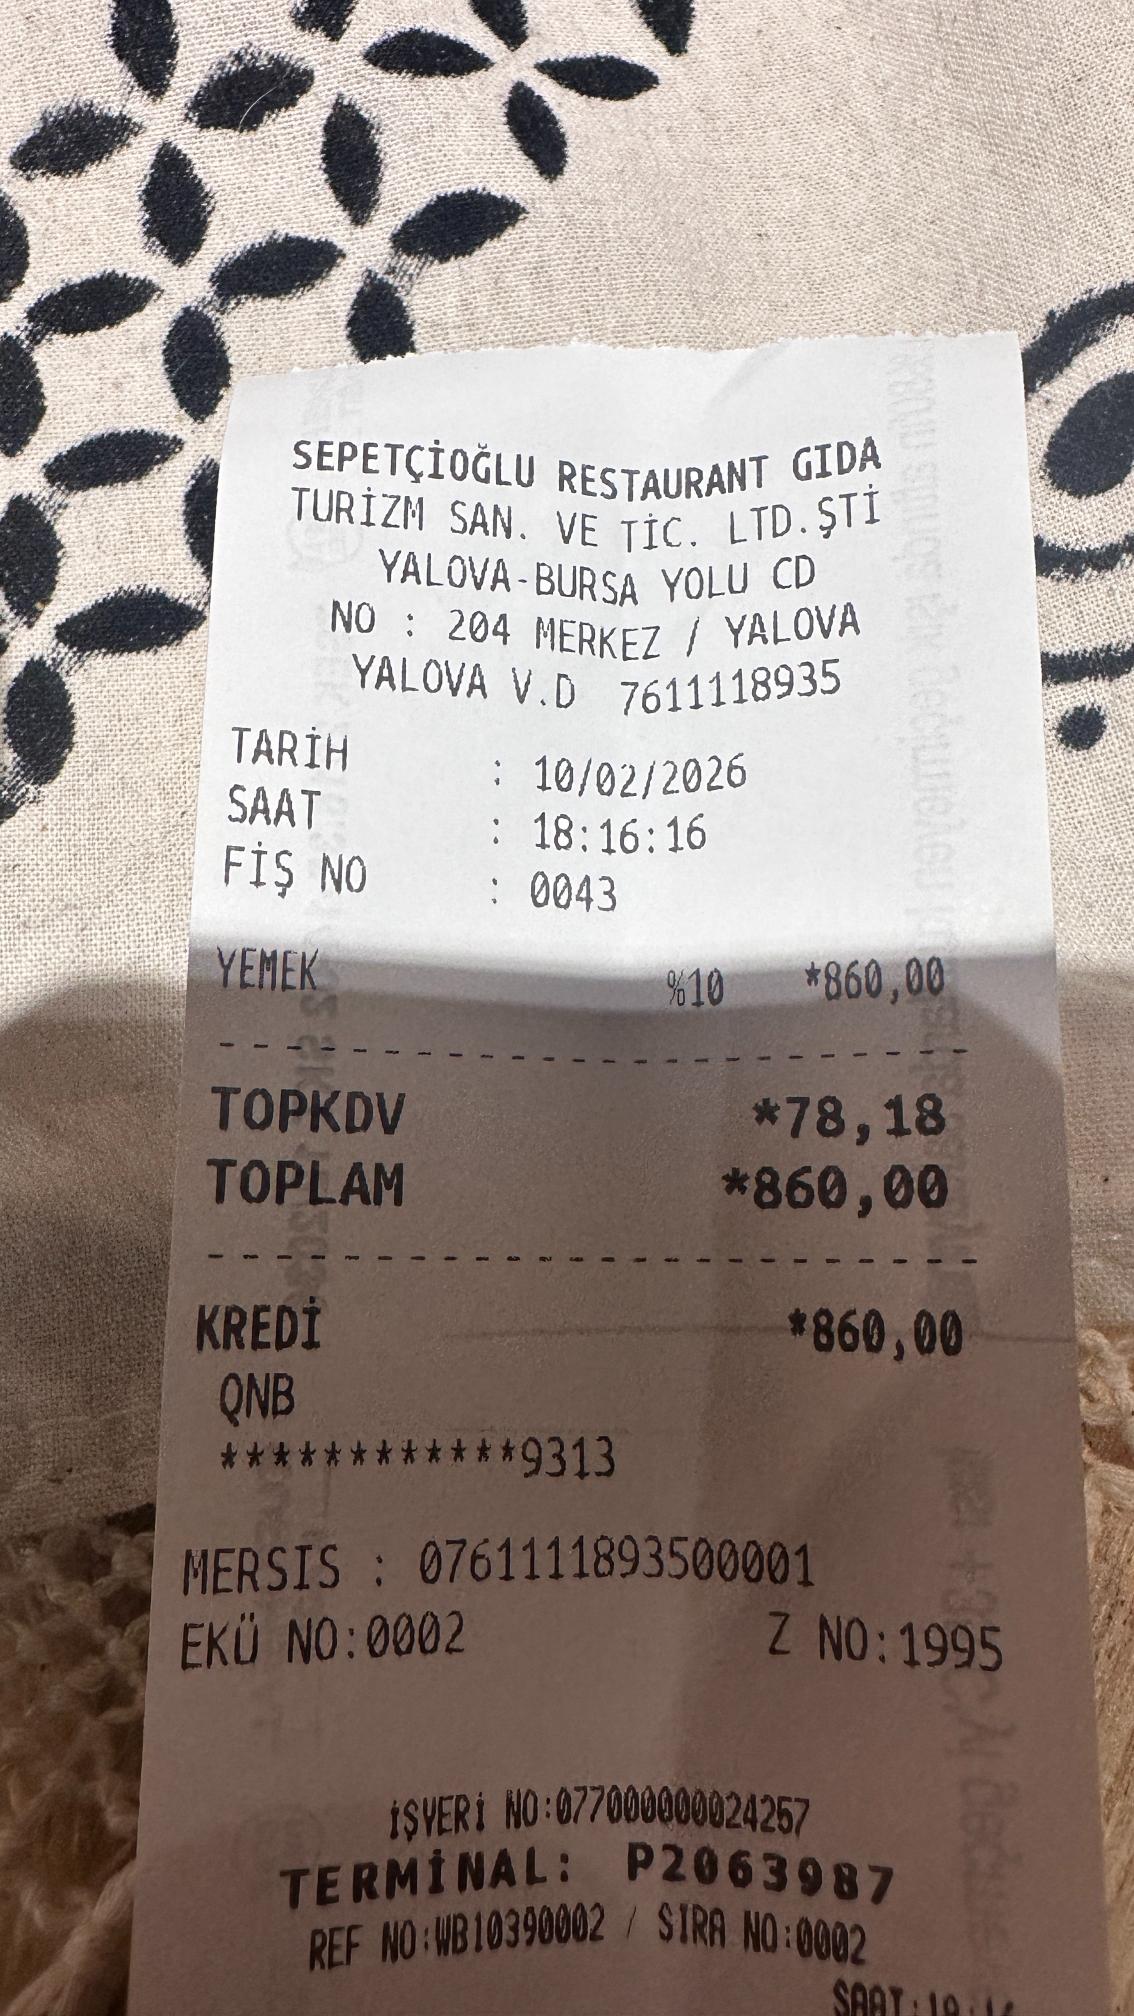 SEPETÇİOĞLU RESTAURANT GIDA
TURİZM SAN. VE TİC. LTD.ŞTİ
YALOVA-BURSA YOLU CD
NO : 204 MERKEZ / YALOVA
YALOVA V.D 7611118935
TARİH : 10/02/2026
SAAT : 18:16:16
FİŞ NO : 0043
YEMEK %10 *860,00
TOPKDV *78,18
TOPLAM *860,00
KREDİ *860,00
QNB
************9313
MERSIS : 0761111893500001
EKÜ NO:0002 Z NO:1995
İŞYERİ NO:077000000024257
TERMİNAL: P2063987
REF NO:WB10390002 / SIRA NO:0002